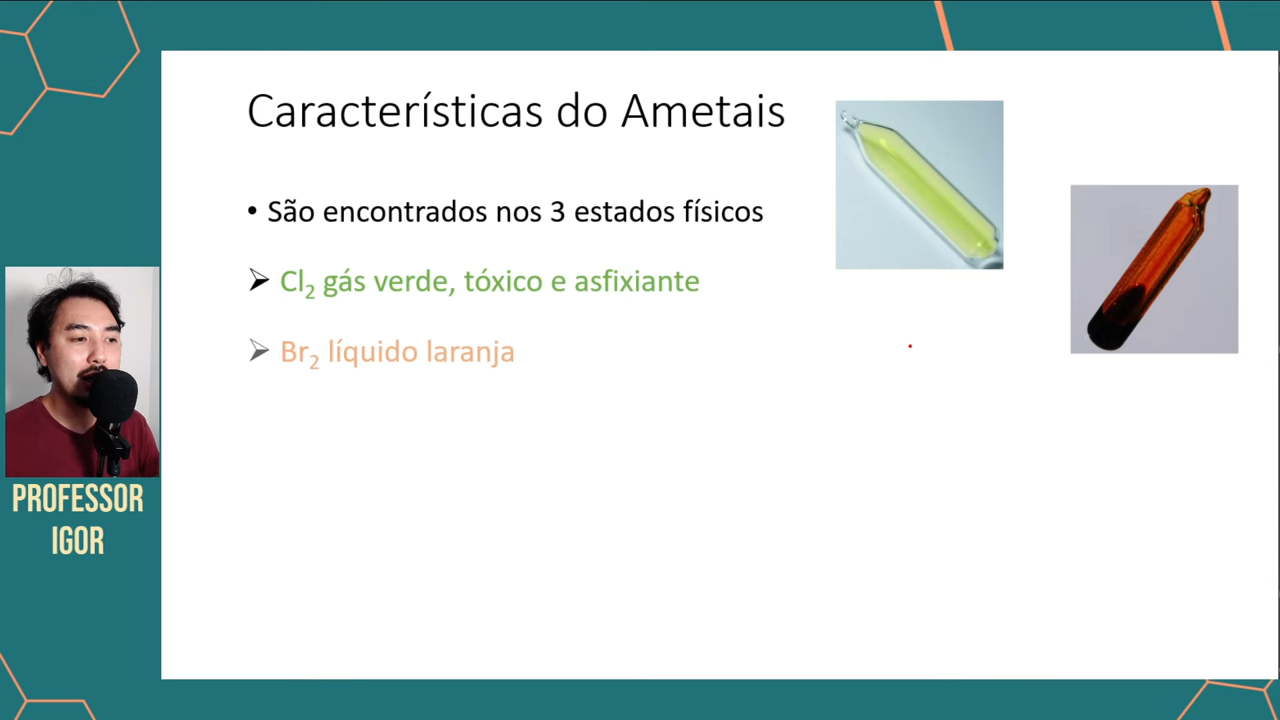 Características do Ametais
• São encontrados nos 3 estados físicos
➢ Cl₂ gás verde, tóxico e asfixiante
➢ Br₂ líquido laranja
PROFESSOR
IGOR